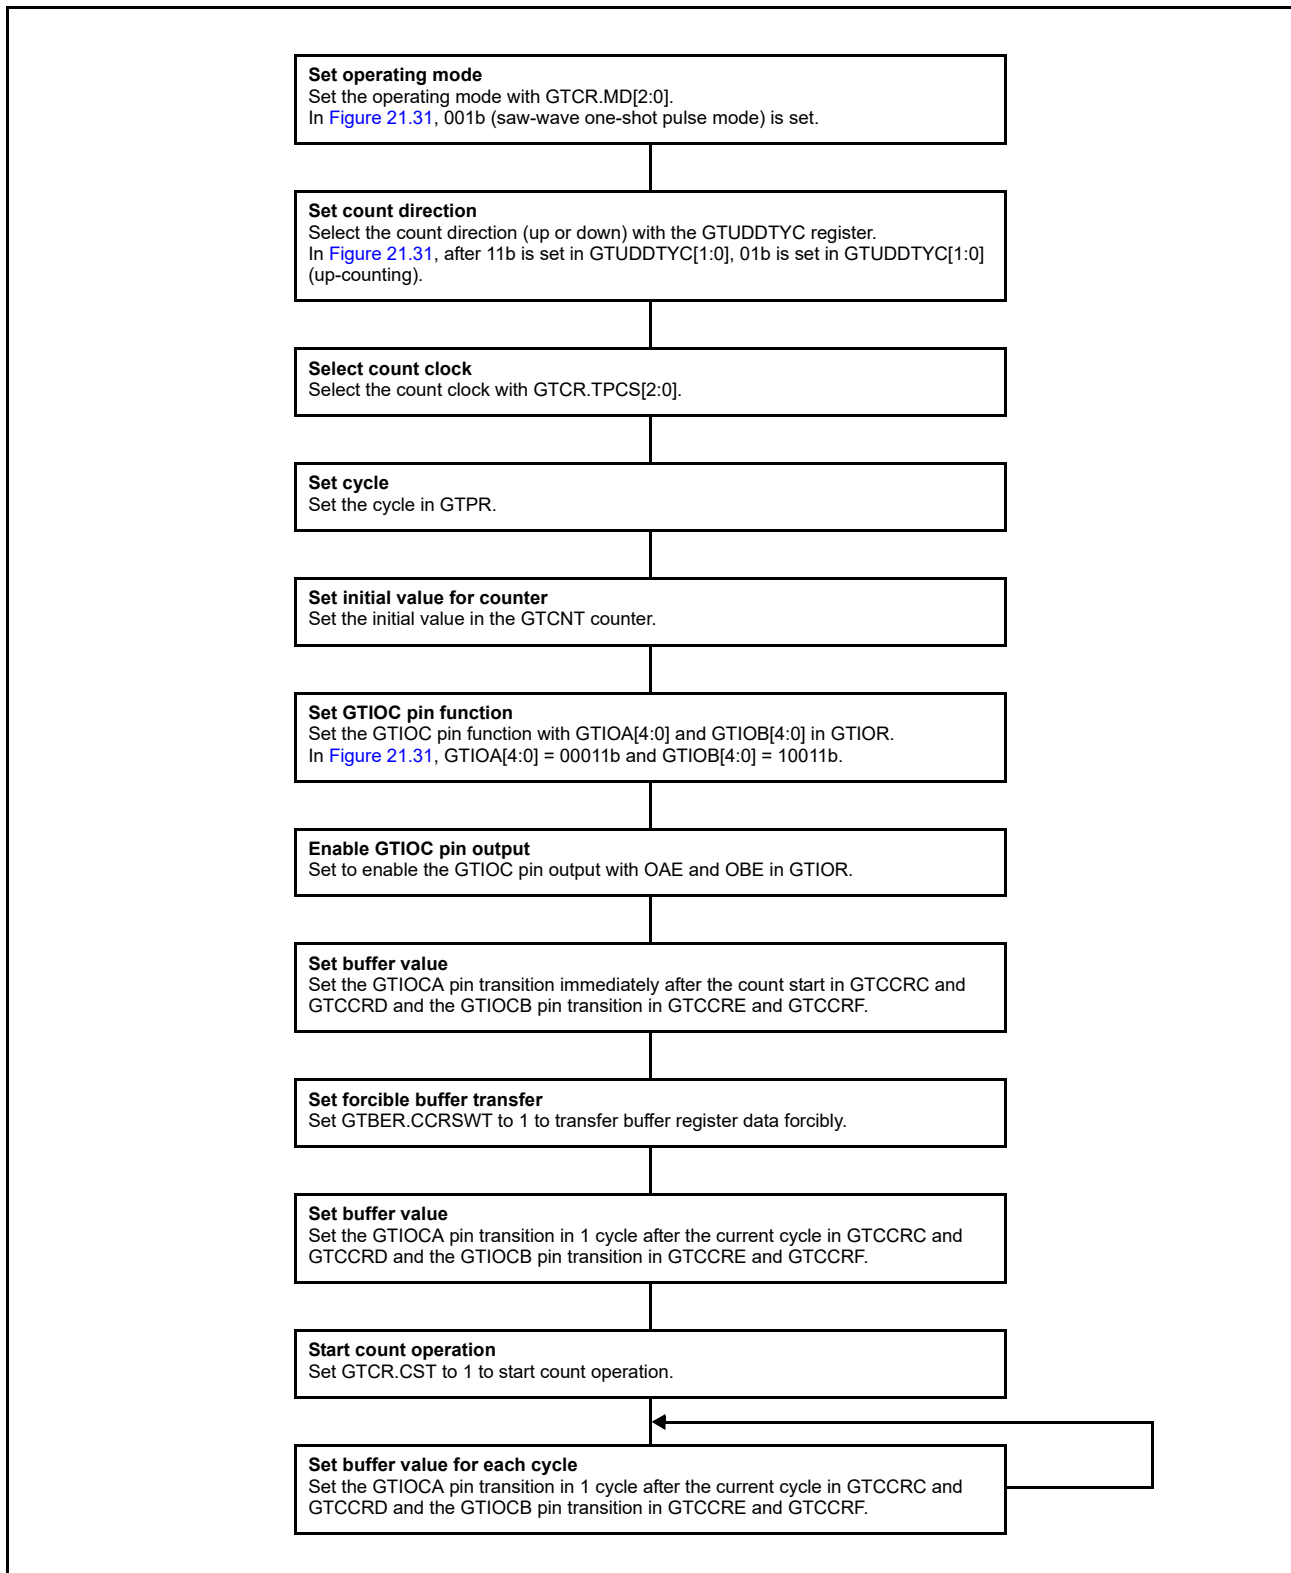 Set operating mode
Set the operating mode with GTCR.MD[2:0].
In Figure 21.31, 001b (saw-wave one-shot pulse mode) is set.
Set count direction
Select the count direction (up or down) with the GTUDDTYC register.
In Figure 21.31, after 11b is set in GTUDDTYC[1:0], 01b is set in GTUDDTYC[1:0]
(up-counting).
Select count clock
Select the count clock with GTCR.TPCS[2:0].
Set cycle
Set the cycle in GTPR.
Set initial value for counter
Set the initial value in the GTCNT counter.
Set GTIOC pin function
Set the GTIOC pin function with GTIOA[4:0] and GTIOB[4:0] in GTIOR.
In Figure 21.31, GTIOA[4:0] = 00011b and GTIOB[4:0] = 10011b.
Enable GTIOC pin output
Set to enable the GTIOC pin output with OAE and OBE in GTIOR.
Set buffer value
Set the GTIOCA pin transition immediately after the count start in GTCCRC and
GTCCRD and the GTIOCB pin transition in GTCCRE and GTCCRF.
Set forcible buffer transfer
Set GTBER.CCRSWT to 1 to transfer buffer register data forcibly.
Set buffer value
Set the GTIOCA pin transition in 1 cycle after the current cycle in GTCCRC and
GTCCRD and the GTIOCB pin transition in GTCCRE and GTCCRF.
Start count operation
Set GTCR.CST to 1 to start count operation.
Set buffer value for each cycle
Set the GTIOCA pin transition in 1 cycle after the current cycle in GTCCRC and
GTCCRD and the GTIOCB pin transition in GTCCRE and GTCCRF.